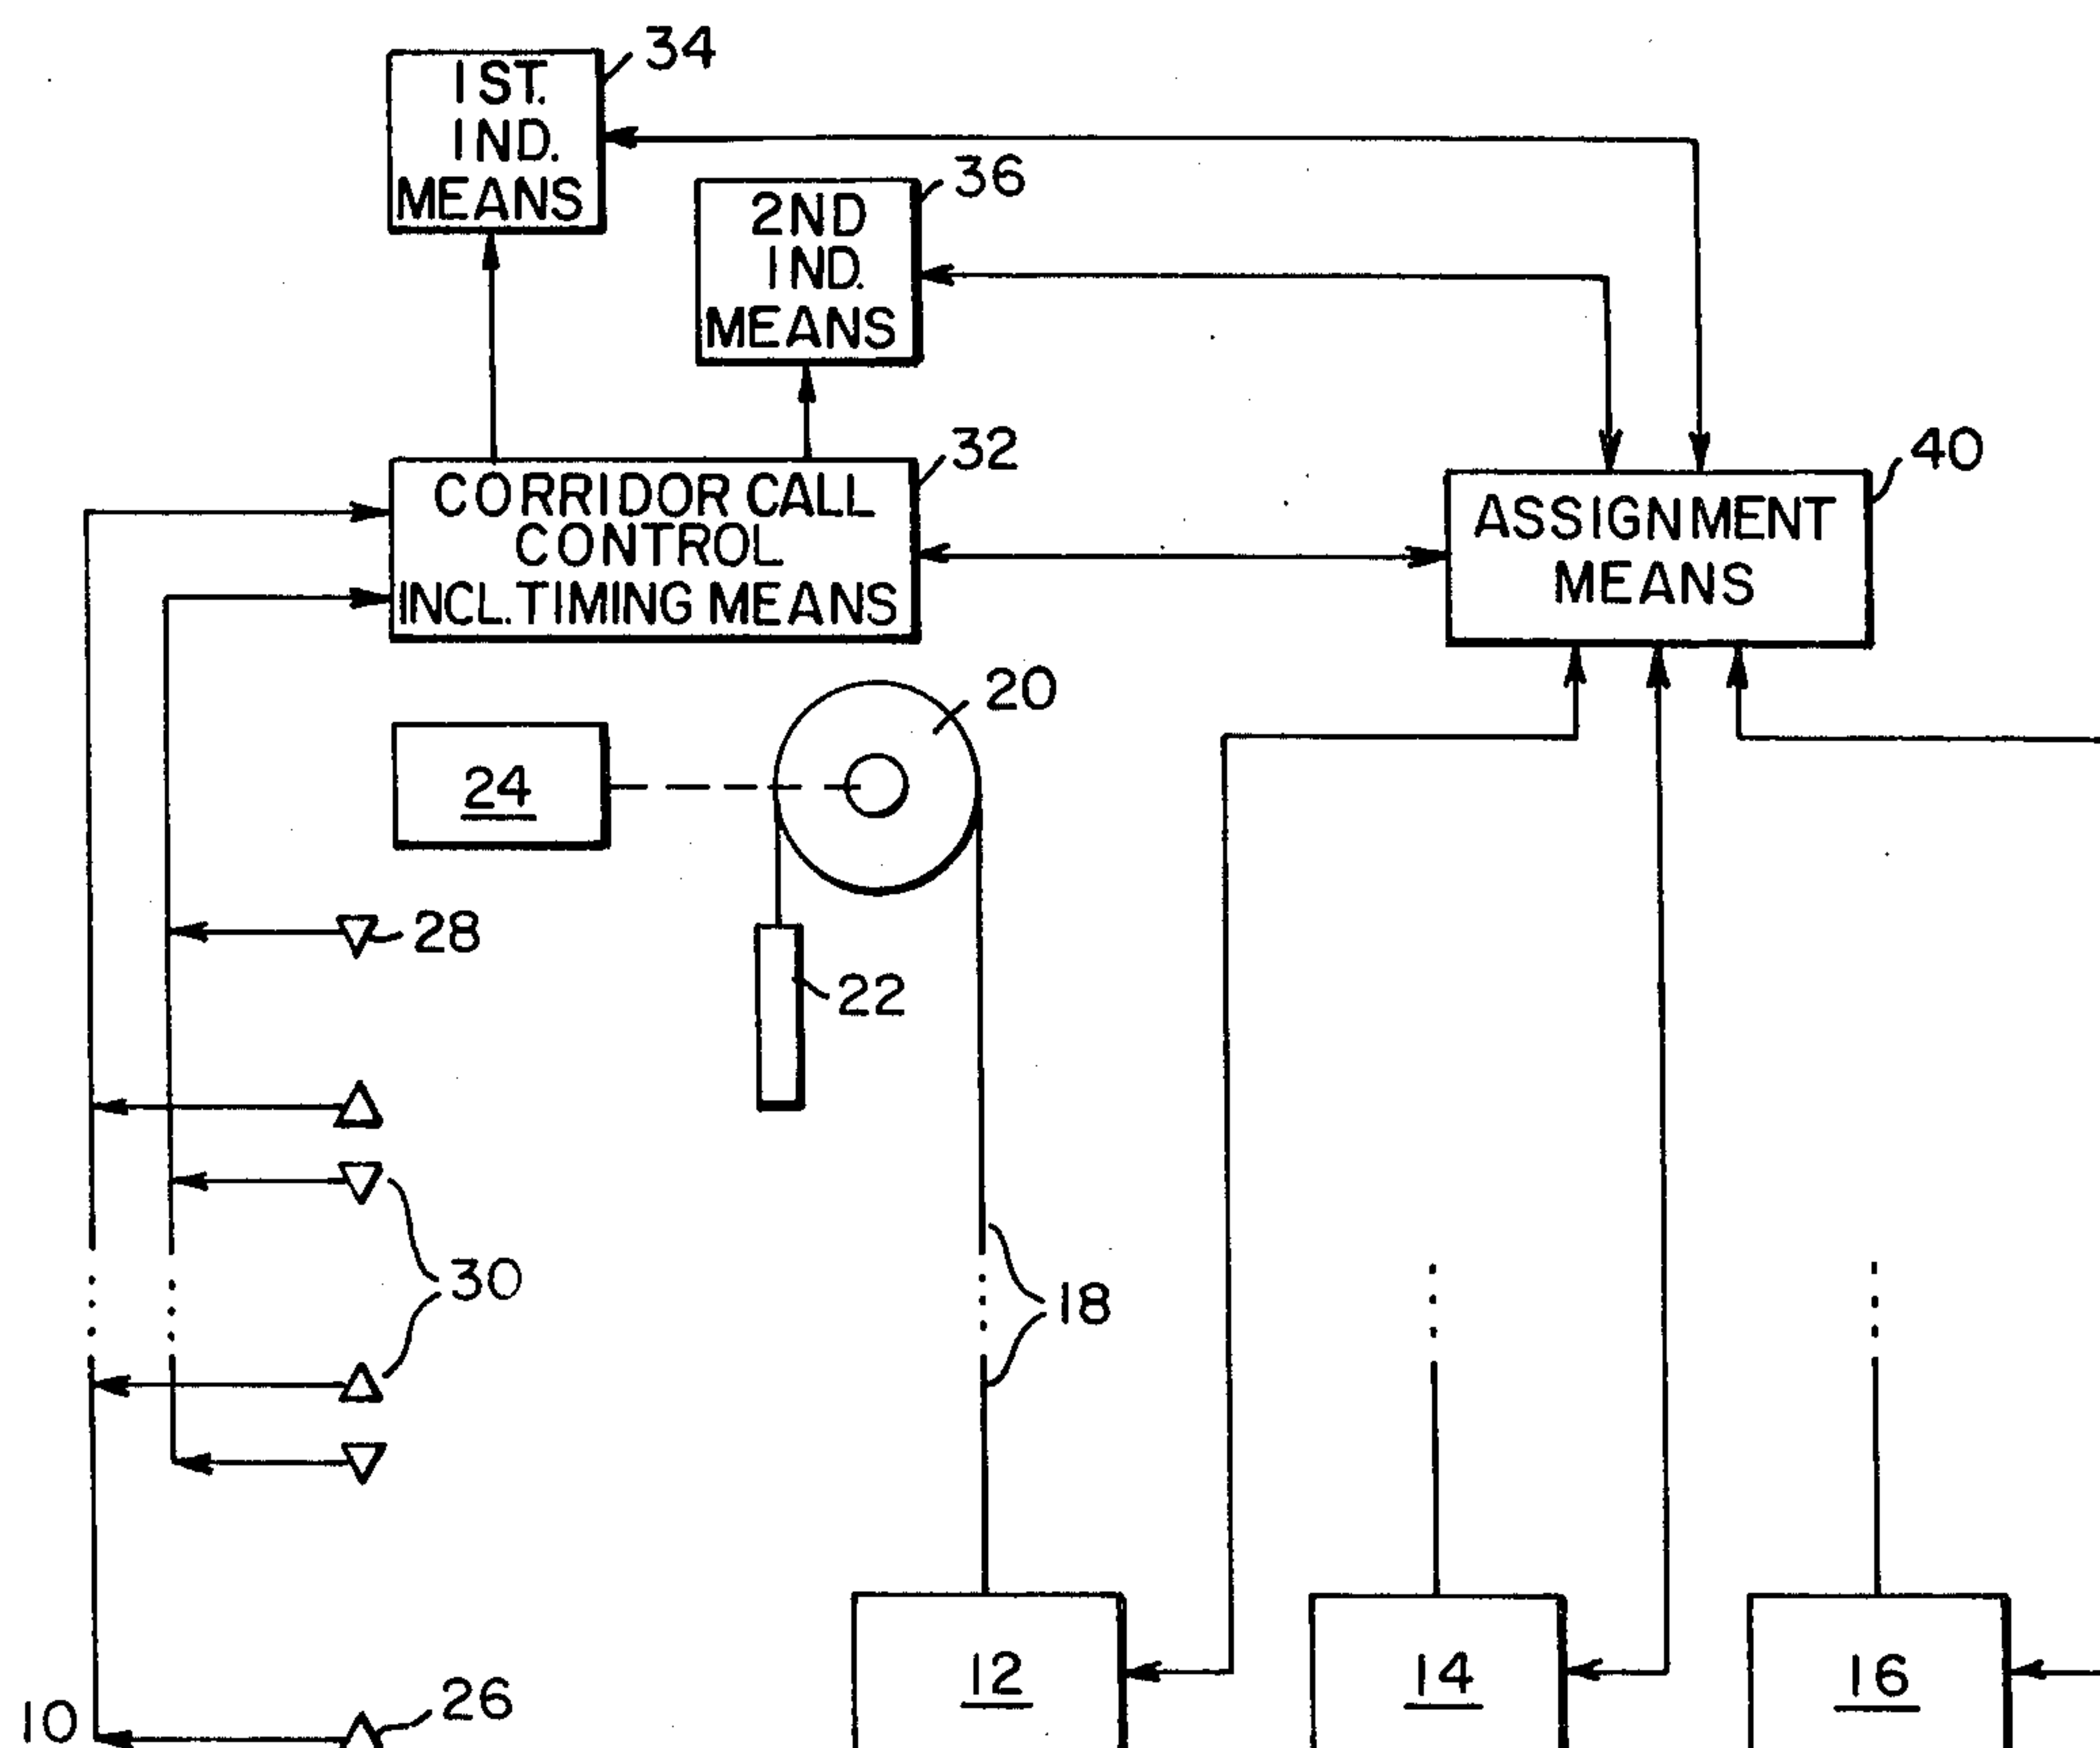 34
1ST.
IND.
MEANS
36
2ND
IND.
MEANS
32
CORRIDOR CALL
CONTROL
INCL. TIMING MEANS
40
ASSIGNMENT
MEANS
20
24
28
22
30
18
12
14
16
26
10